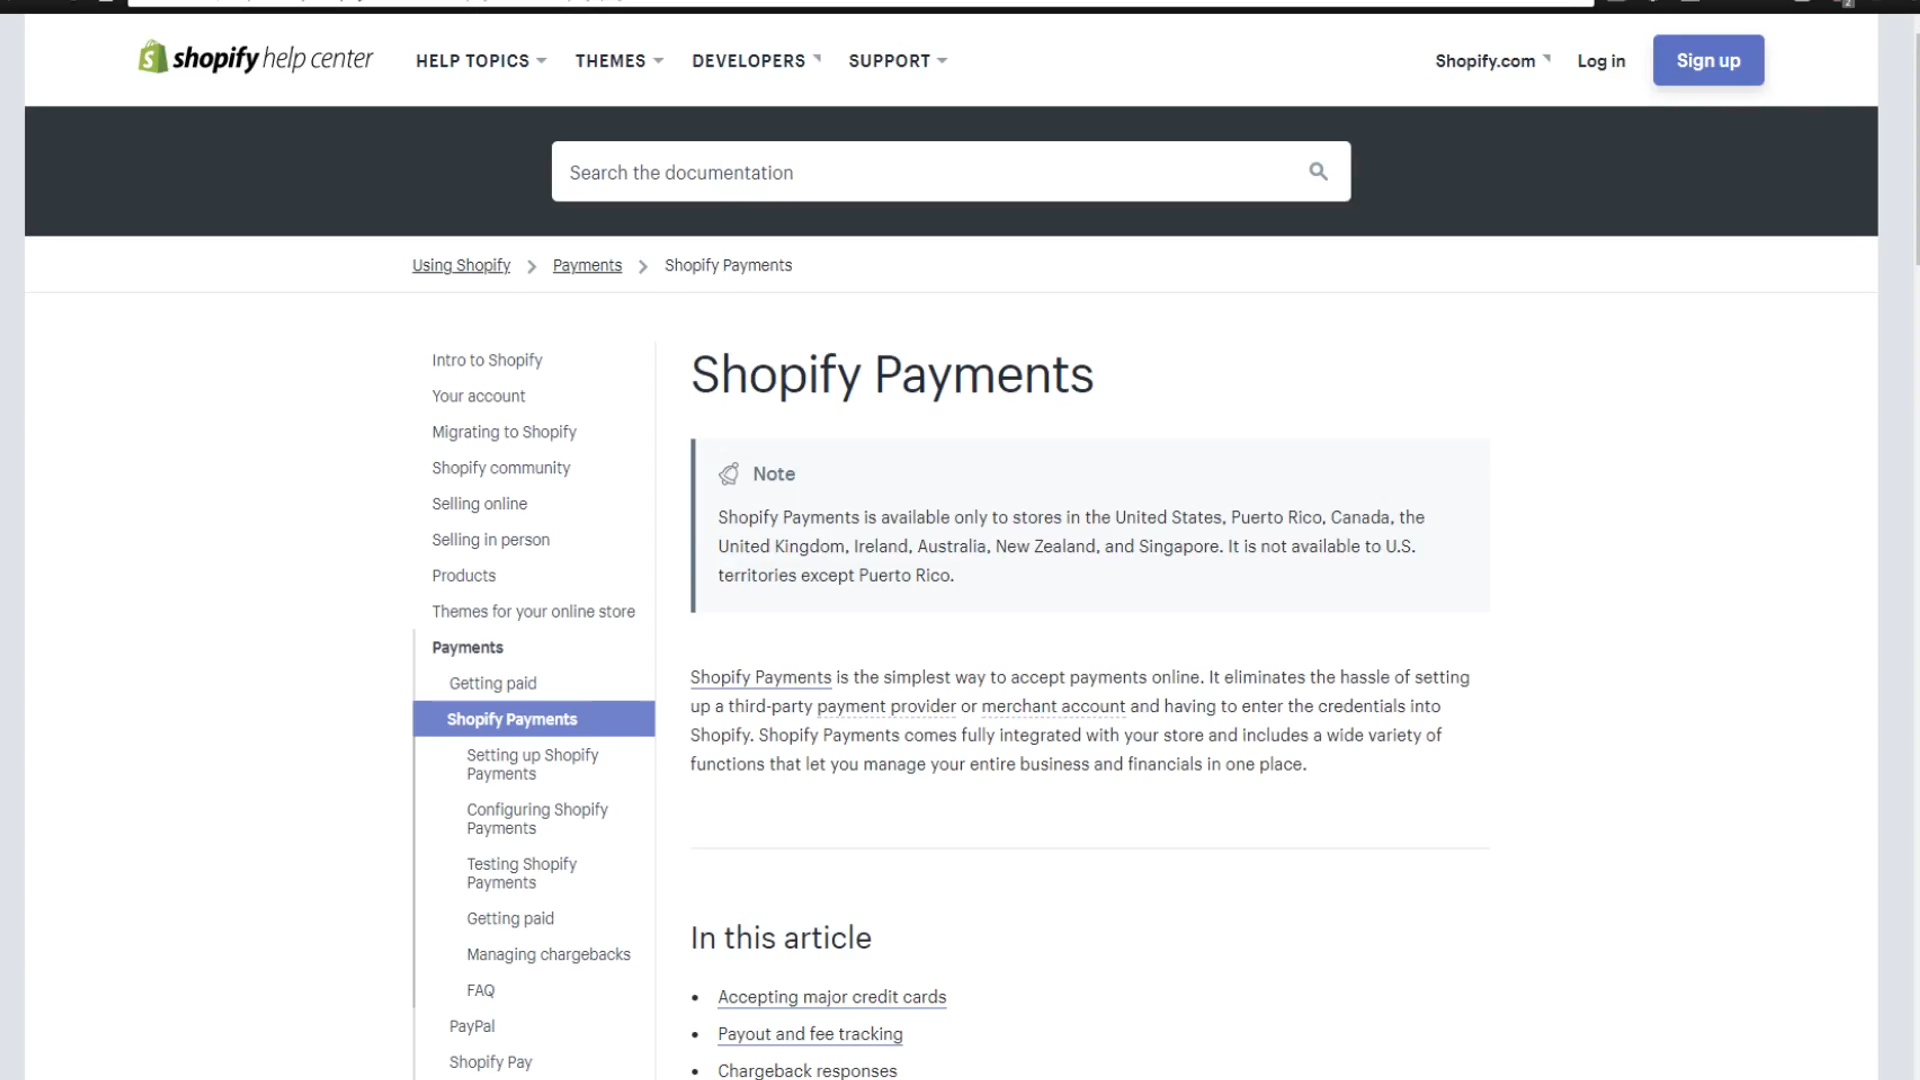 shopify help center
HELP TOPICS THEMES DEVELOPERS SUPPORT
Shopify.com Log in Sign up
Search the documentation
Using Shopify Payments Shopify Payments
Intro to Shopify
Your account
Migrating to Shopify
Shopify community
Selling online
Selling in person
Products
Themes for your online store
Payments
Getting paid
Shopify Payments
Setting up Shopify
Payments
Configuring Shopify
Payments
Testing Shopify
Payments
Getting paid
Managing chargebacks
FAQ
PayPal
Shopify Pay
Shopify Payments
Note
Shopify Payments is available only to stores in the United States, Puerto Rico, Canada, the
United Kingdom, Ireland, Australia, New Zealand, and Singapore. It is not available to U.S.
territories except Puerto Rico.
Shopify Payments is the simplest way to accept payments online. It eliminates the hassle of setting
up a third-party payment provider or merchant account and having to enter the credentials into
Shopify. Shopify Payments comes fully integrated with your store and includes a wide variety of
functions that let you manage your entire business and financials in one place.
In this article
• Accepting major credit cards
• Payout and fee tracking
• Chargeback responses